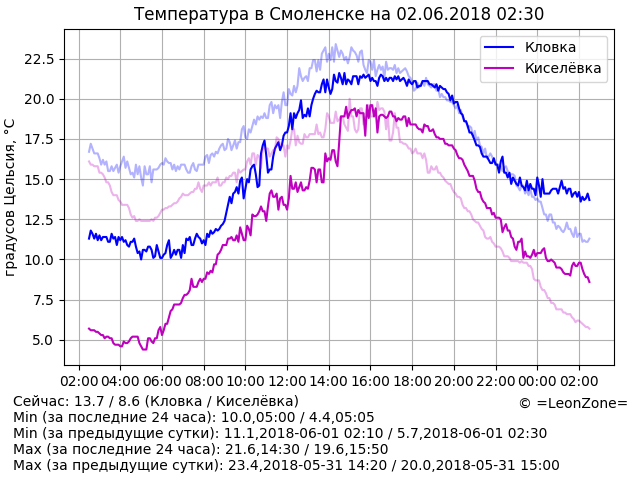 Температура в Смоленске на 02.06.2018 02:30
Кловка
Киселёвка
градусов Цельсия, °C
22.5
20.0
17.5
15.0
12.5
10.0
7.5
5.0
02:00 04:00 06:00 08:00 10:00 12:00 14:00 16:00 18:00 20:00 22:00 00:00 02:00
Сейчас: 13.7 / 8.6 (Кловка / Киселёвка)
© =LeonZone=
Min (за последние 24 часа): 10.0,05:00 / 4.4,05:05
Min (за предыдущие сутки): 11.1,2018-06-01 02:10 / 5.7,2018-06-01 02:30
Max (за последние 24 часа): 21.6,14:30 / 19.6,15:50
Max (за предыдущие сутки): 23.4,2018-05-31 14:20 / 20.0,2018-05-31 15:00